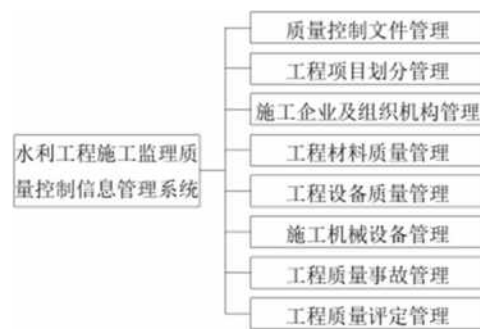 水利工程施工监理质
量控制信息管理系统
质量控制文件管理
工程项目划分管理
施工企业及组织机构管理
工程材料质量管理
工程设备质量管理
施工机械设备管理
工程质量事故管理
工程质量评定管理